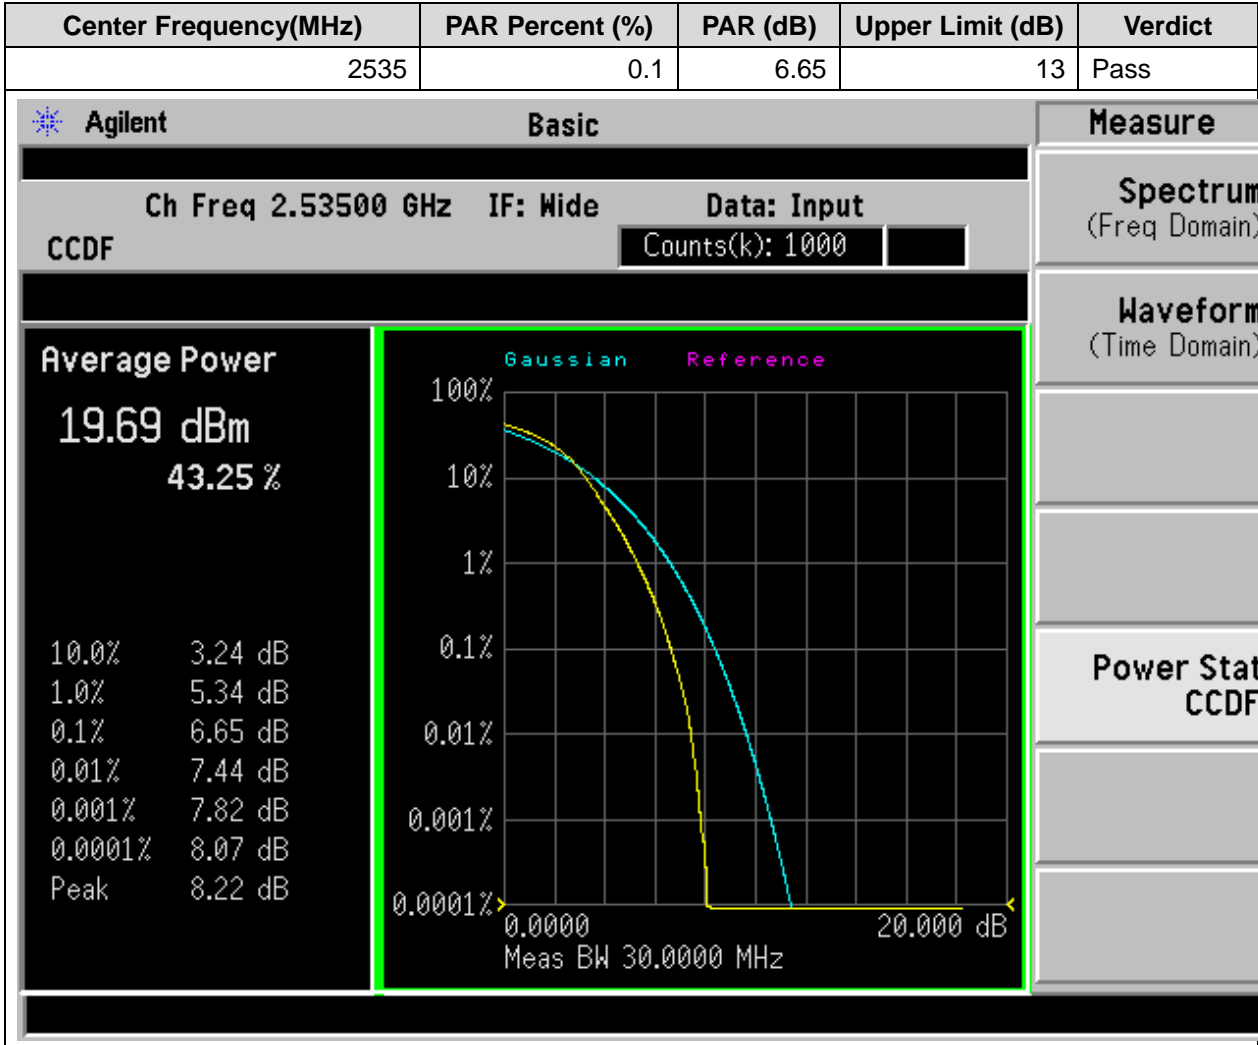 Center Frequency(MHz) PAR Percent (%) PAR (dB) Upper Limit (dB) Verdict
2535 0.1 6.65 13 Pass
Agilent Basic Measure
Ch Freq 2.53500 GHz IF: Wide Data: Input
CCDF Counts(k): 1000
Spectrum
(Freq Domain)
Waveform
(Time Domain)
Power Stat
CCDF
Average Power
19.69 dBm
43.25 %
10.0% 3.24 dB
1.0% 5.34 dB
0.1% 6.65 dB
0.01% 7.44 dB
0.001% 7.82 dB
0.0001% 8.07 dB
Peak 8.22 dB
Gaussian Reference
100%
10%
1%
0.1%
0.01%
0.001%
0.0001%
0.0000 20.000 dB
Meas BW 30.0000 MHz